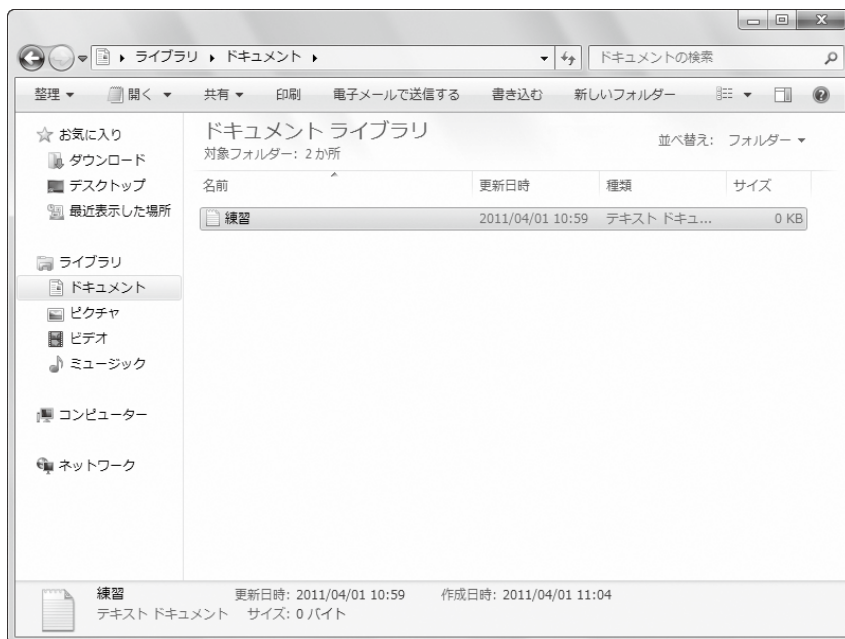 ライブラリ ドキュメント ドキュメントの検索
整理 開く 共有 印刷 電子メールで送信する 書き込む 新しいフォルダー
お気に入り
ダウンロード
デスクトップ
最近表示した場所
ライブラリ
ドキュメント
ピクチャ
ビデオ
ミュージック
コンピューター
ネットワーク
ドキュメント ライブラリ
対象フォルダー: 2 か所
並べ替え: フォルダー
名前 更新日時 種類 サイズ
練習 2011/04/01 10:59 テキスト ドキュ... 0 KB
練習 更新日時: 2011/04/01 10:59 作成日時: 2011/04/01 11:04
テキスト ドキュメント サイズ: 0 バイト